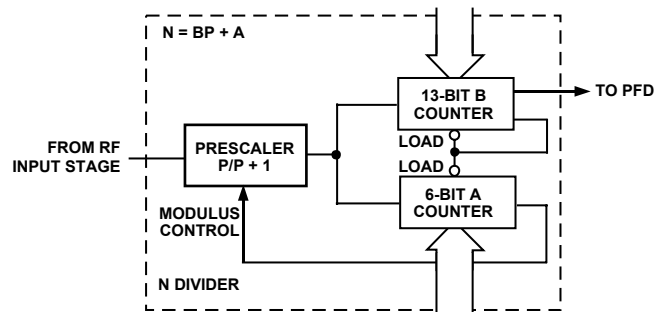 N = BP + A
13-BIT B
COUNTER
TO PFD
LOAD
LOAD
FROM RF
INPUT STAGE
PRESCALER
P/P + 1
6-BIT A
COUNTER
MODULUS
CONTROL
N DIVIDER